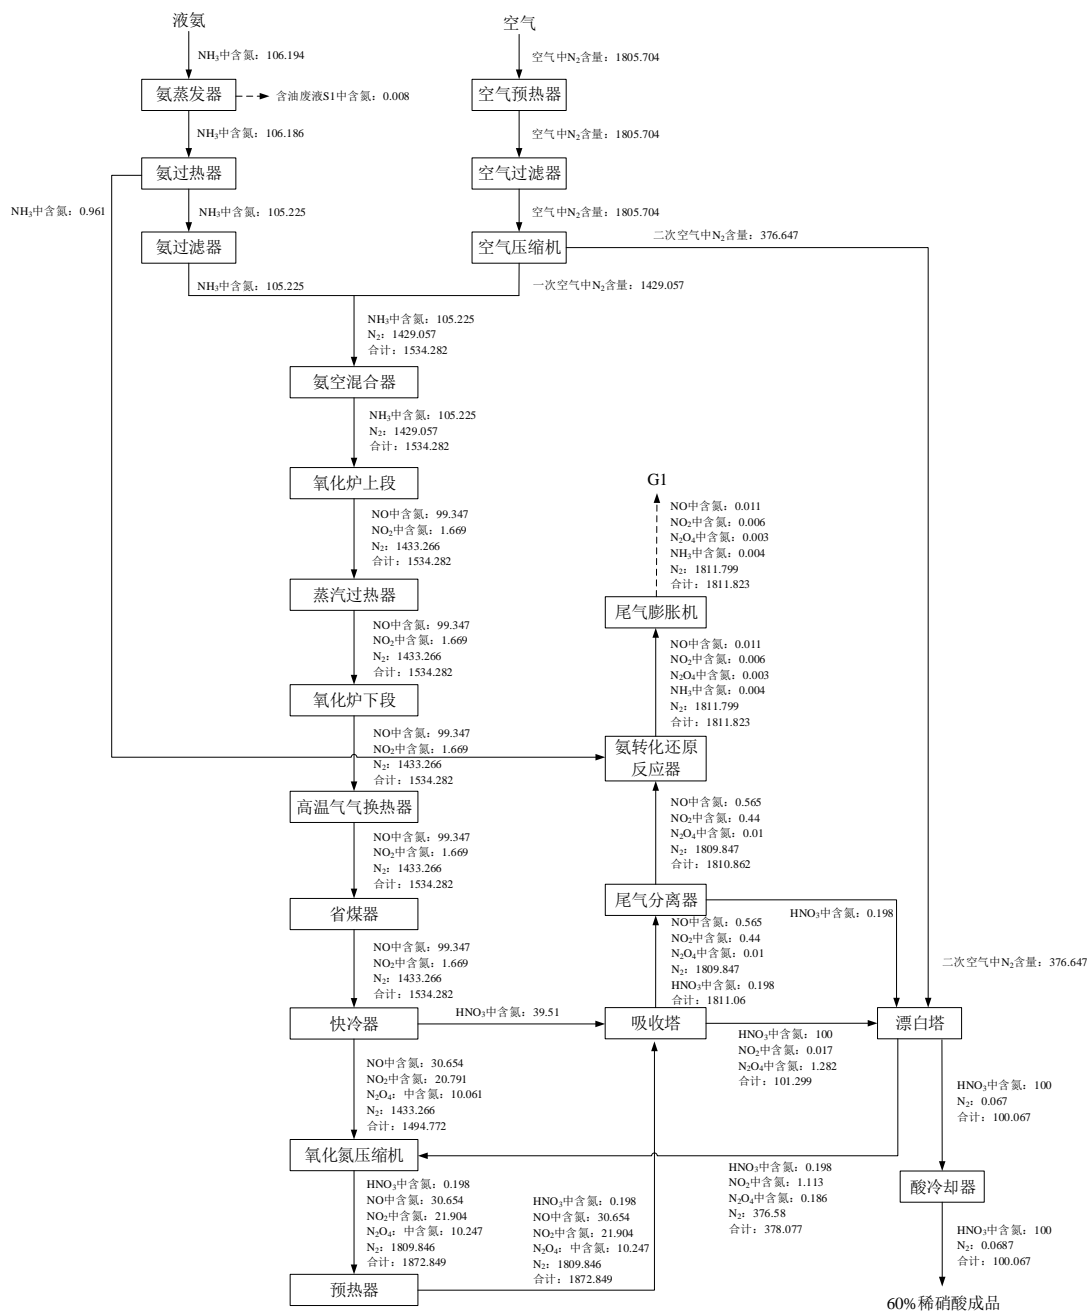 液氨
空气
NH₃中含氮：106.194
空气中N₂含量：1805.704
氨蒸发器
含油废液S1中含氮：0.008
空气预热器
NH₃中含氮：106.186
空气中N₂含量：1805.704
氨过热器
空气过滤器
NH₃中含氮：0.961
NH₃中含氮：105.225
空气中N₂含量：1805.704
氨过滤器
空气压缩机
二次空气中N₂含量：376.647
NH₃中含氮：105.225
一次空气中N₂含量：1429.057
NH₃中含氮：105.225
N₂：1429.057
合计：1534.282
氨空混合器
NH₃中含氮：105.225
N₂：1429.057
合计：1534.282
氧化炉上段
NO中含氮：99.347
NO₂中含氮：1.669
N₂：1433.266
合计：1534.282
蒸汽过热器
NO中含氮：99.347
NO₂中含氮：1.669
N₂：1433.266
合计：1534.282
氧化炉下段
NO中含氮：99.347
NO₂中含氮：1.669
N₂：1433.266
合计：1534.282
高温气气换热器
NO中含氮：99.347
NO₂中含氮：1.669
N₂：1433.266
合计：1534.282
省煤器
NO中含氮：99.347
NO₂中含氮：1.669
N₂：1433.266
合计：1534.282
快冷器
HNO₃中含氮：39.51
NO中含氮：30.654
NO₂中含氮：20.791
N₂O₄：中含氮：10.061
N₂：1433.266
合计：1494.772
氧化氮压缩机
HNO₃中含氮：0.198
NO中含氮：30.654
NO₂中含氮：21.904
N₂O₄：中含氮：10.247
N₂：1809.846
合计：1872.849
预热器
HNO₃中含氮：0.198
NO中含氮：30.654
NO₂中含氮：21.904
N₂O₄：中含氮：10.247
N₂：1809.846
合计：1872.849
G1
NO中含氮：0.011
NO₂中含氮：0.006
N₂O₄中含氮：0.003
NH₃中含氮：0.004
N₂：1811.799
合计：1811.823
尾气膨胀机
NO中含氮：0.011
NO₂中含氮：0.006
N₂O₄中含氮：0.003
NH₃中含氮：0.004
N₂：1811.799
合计：1811.823
氨转化还原
反应器
NO中含氮：0.565
NO₂中含氮：0.44
N₂O₄中含氮：0.01
N₂：1809.847
合计：1810.862
尾气分离器
HNO₃中含氮：0.198
NO中含氮：0.565
NO₂中含氮：0.44
N₂O₄中含氮：0.01
N₂：1809.847
HNO₃中含氮：0.198
合计：1811.06
二次空气中N₂含量：376.647
吸收塔
漂白塔
HNO₃中含氮：100
NO₂中含氮：0.017
N₂O₄中含氮：1.282
合计：101.299
HNO₃中含氮：100
N₂：0.067
合计：100.067
HNO₃中含氮：0.198
NO₂中含氮：1.113
N₂O₄中含氮：0.186
N₂：376.58
合计：378.077
酸冷却器
HNO₃中含氮：100
N₂：0.0687
合计：100.067
60%稀硝酸成品